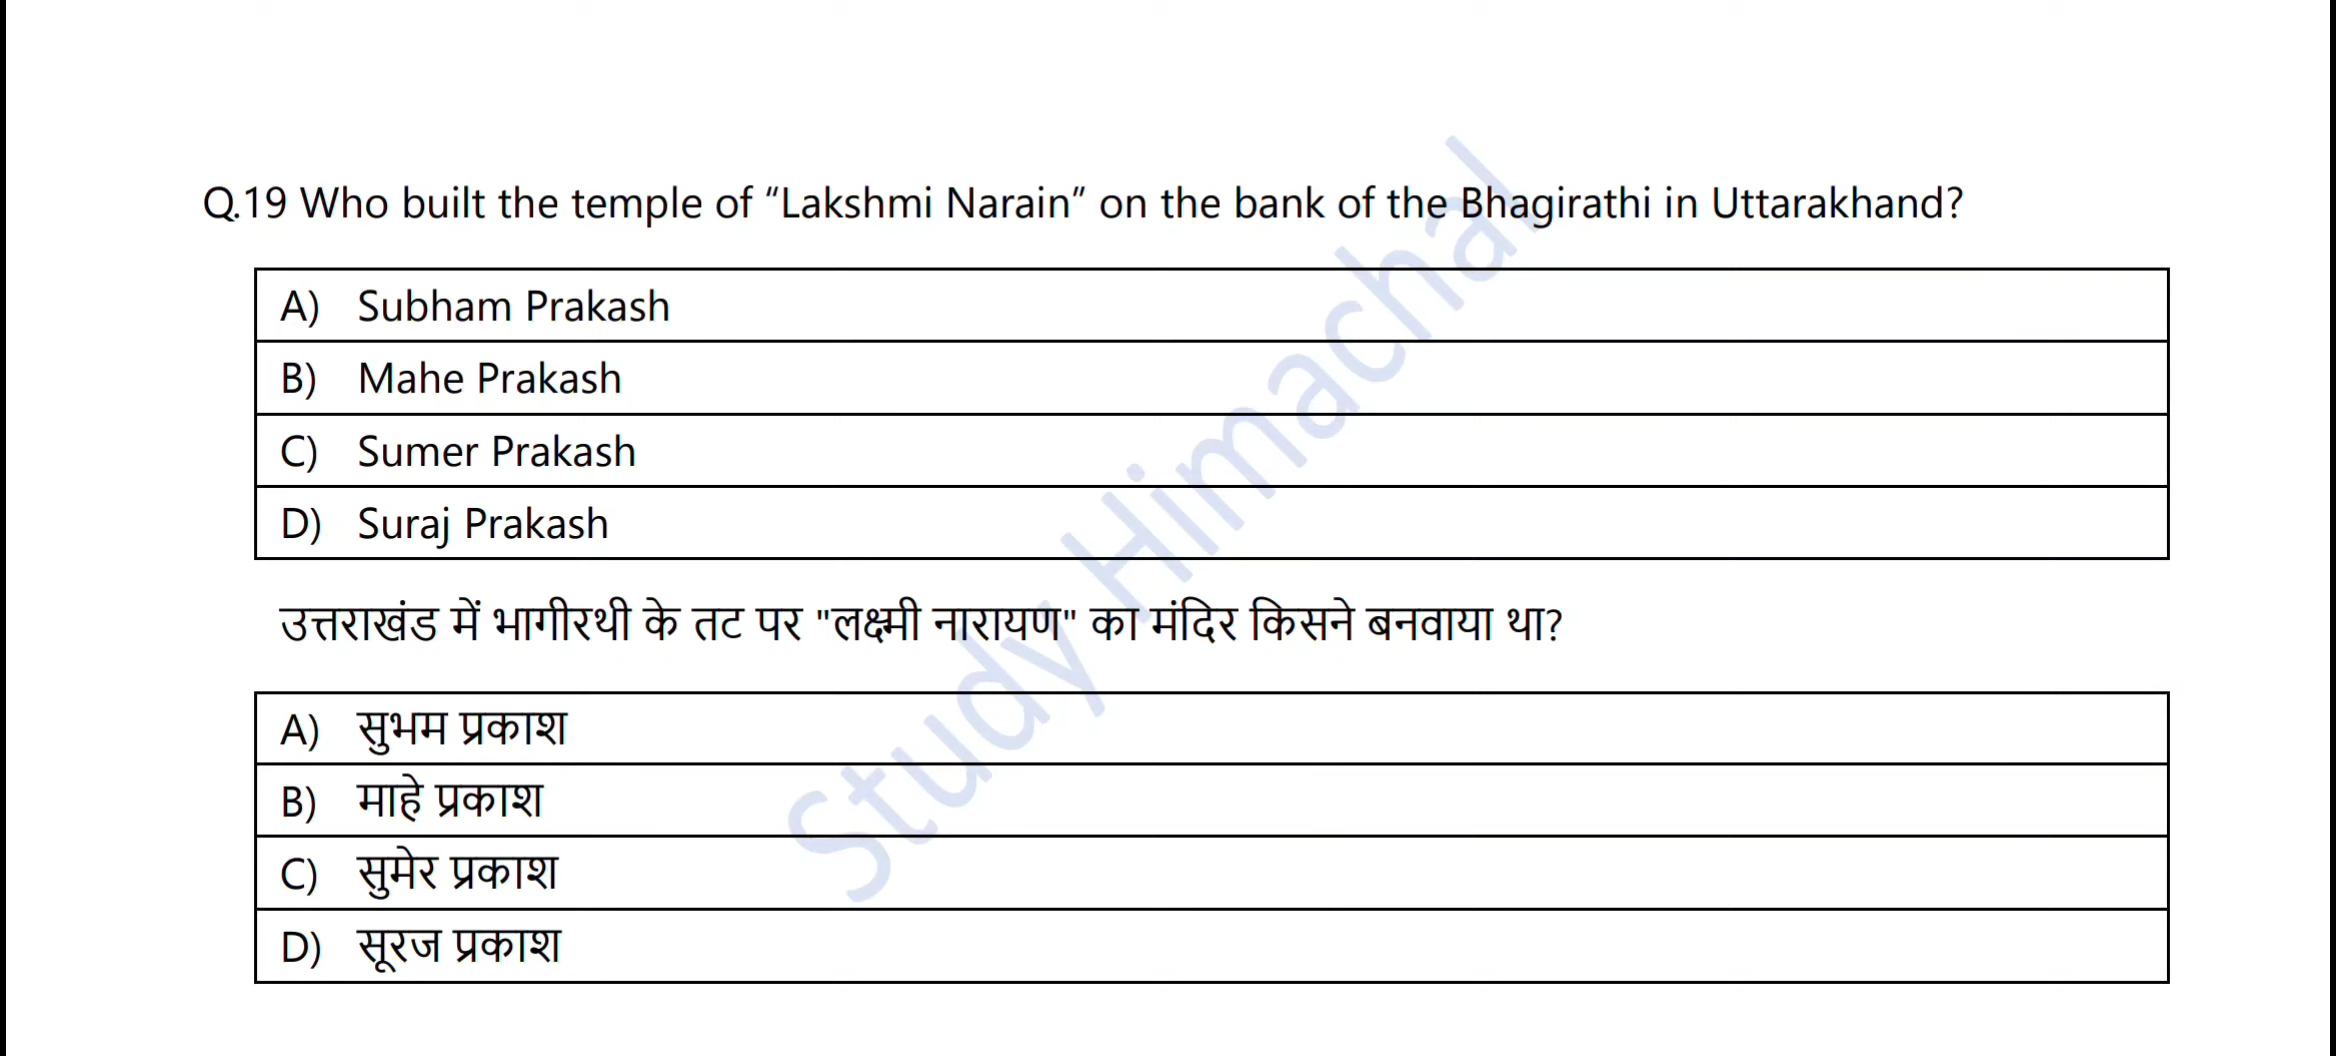 Q.19 Who built the temple of “Lakshmi Narain” on the bank of the Bhagirathi in Uttarakhand?
A) Subham Prakash
B) Mahe Prakash
C) Sumer Prakash
D) Suraj Prakash
उत्तराखंड में भागीरथी के तट पर "लक्ष्मी नारायण" का मंदिर किसने बनवाया था?
A) सुभम प्रकाश
B) माहे प्रकाश
C) सुमेर प्रकाश
D) सूरज प्रकाश
Study Himachal